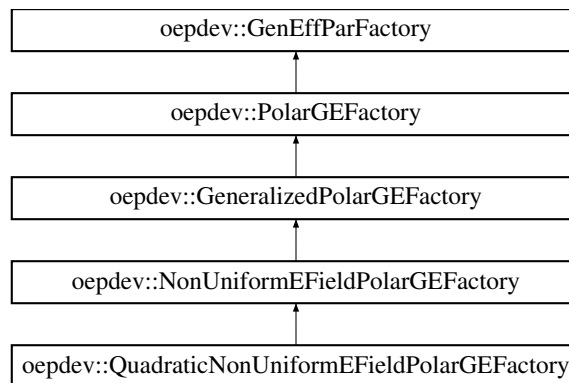 oepdev::GenEffParFactory
oepdev::PolarGEFactory
oepdev::GeneralizedPolarGEFactory
oepdev::NonUniformEFieldPolarGEFactory
oepdev::QuadraticNonUniformEFieldPolarGEFactory